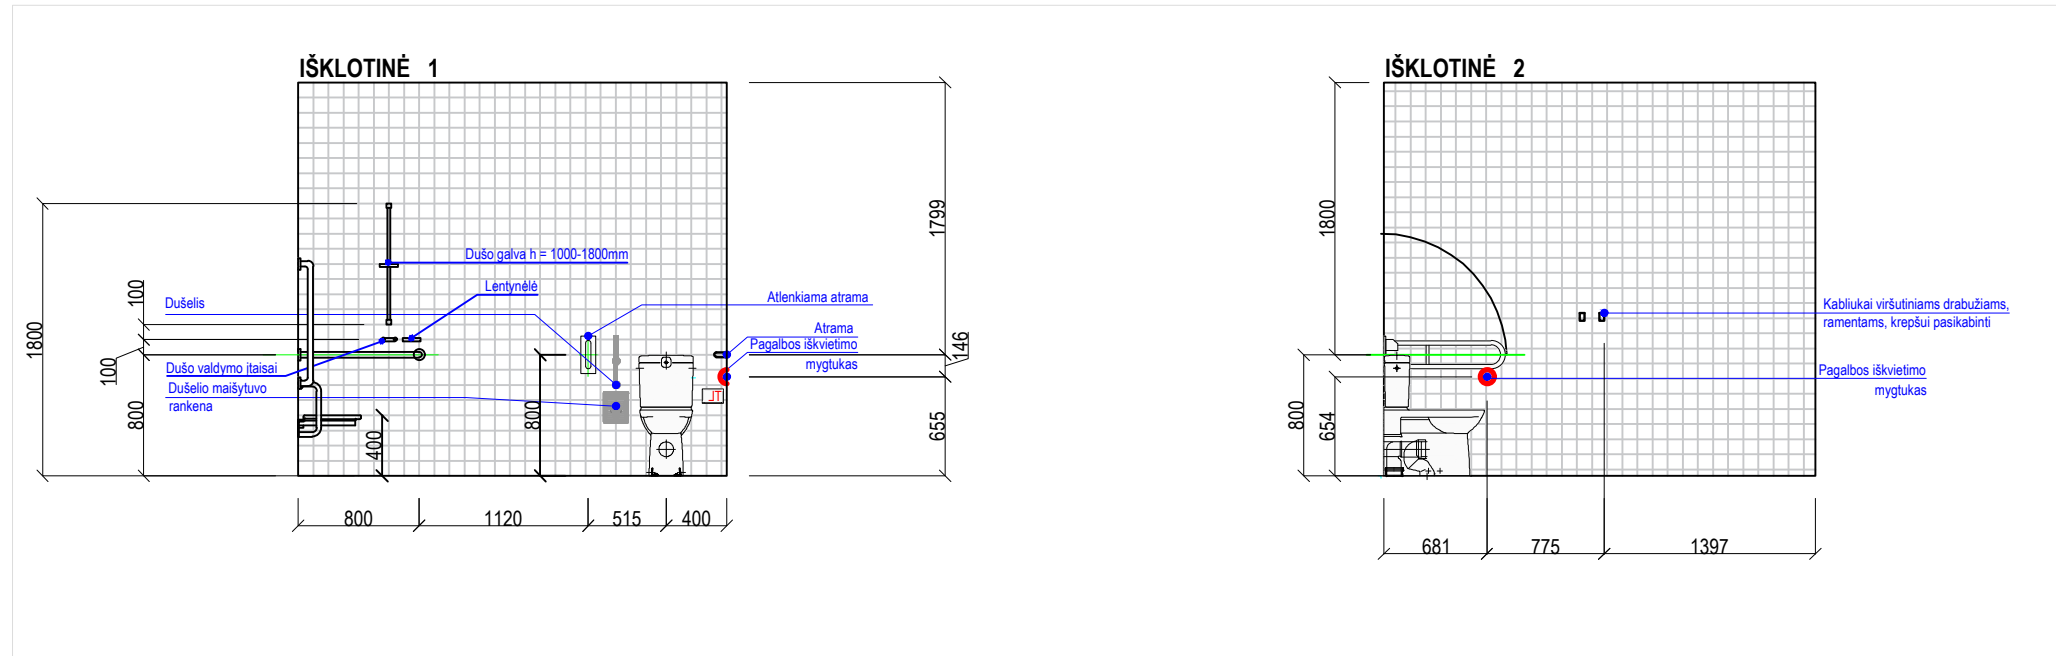 IŠKLOTINĖ 1
1800
100
100
800
Dušelis
Dušo valdymo įtaisai
Dušelio maišytuvo
rankena
Dušo galva h = 1000-1800mm
Lentynėlė
Atlenkiama atrama
Atrama
Pagalbos iškvietimo
mygtukas
400
800
1799
146
655
800
1120
515
400
IŠKLOTINĖ 2
1800
800
654
Kabliukai viršutiniams drabužiams,
ramentams, krepšui pasikabinti
Pagalbos iškvietimo
mygtukas
681
775
1397